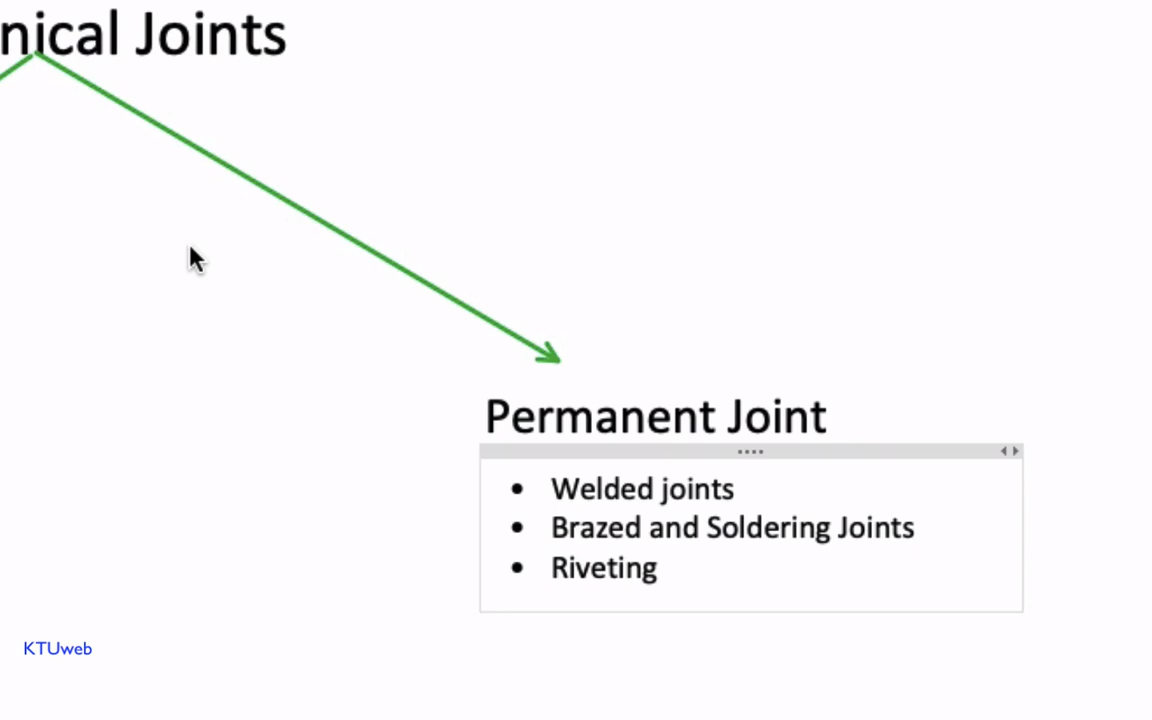 nical Joints
Permanent Joint
• Welded joints
• Brazed and Soldering Joints
• Riveting
KTUweb